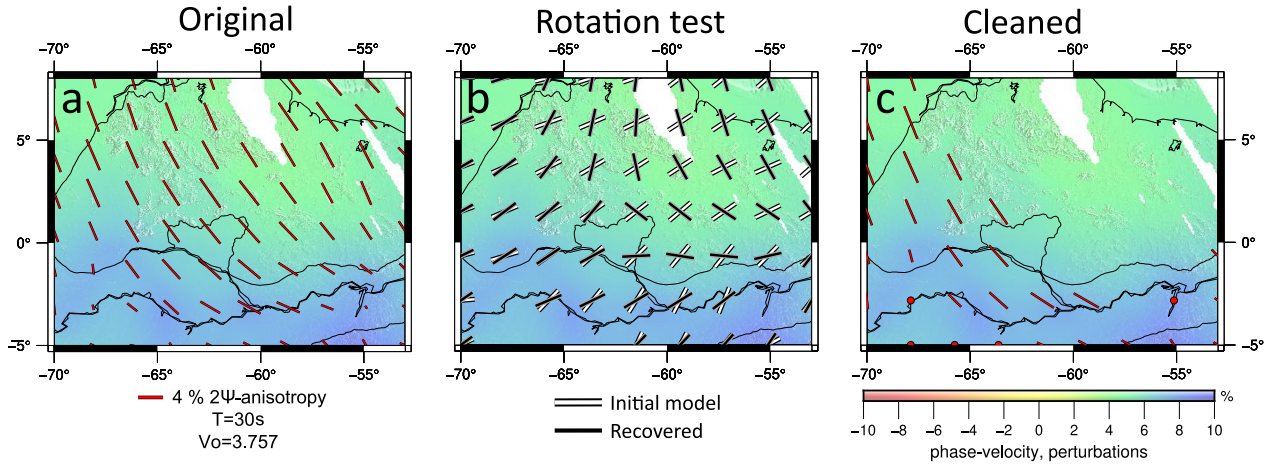 Original
Rotation test
Cleaned
−70° −65° −60° −55°
−70° −65° −60° −55°
−70° −65° −60° −55°
a
b
c
5°
0°
−5°
5°
0°
−5°
−70° −65° −60° −55°
−70° −65° −60° −55°
−70° −65° −60° −55°
4 % 2Ψ-anisotropy
T=30s
Vo=3.757
Initial model
Recovered
%
−10 −8 −6 −4 −2 0 2 4 6 8 10
phase-velocity, perturbations